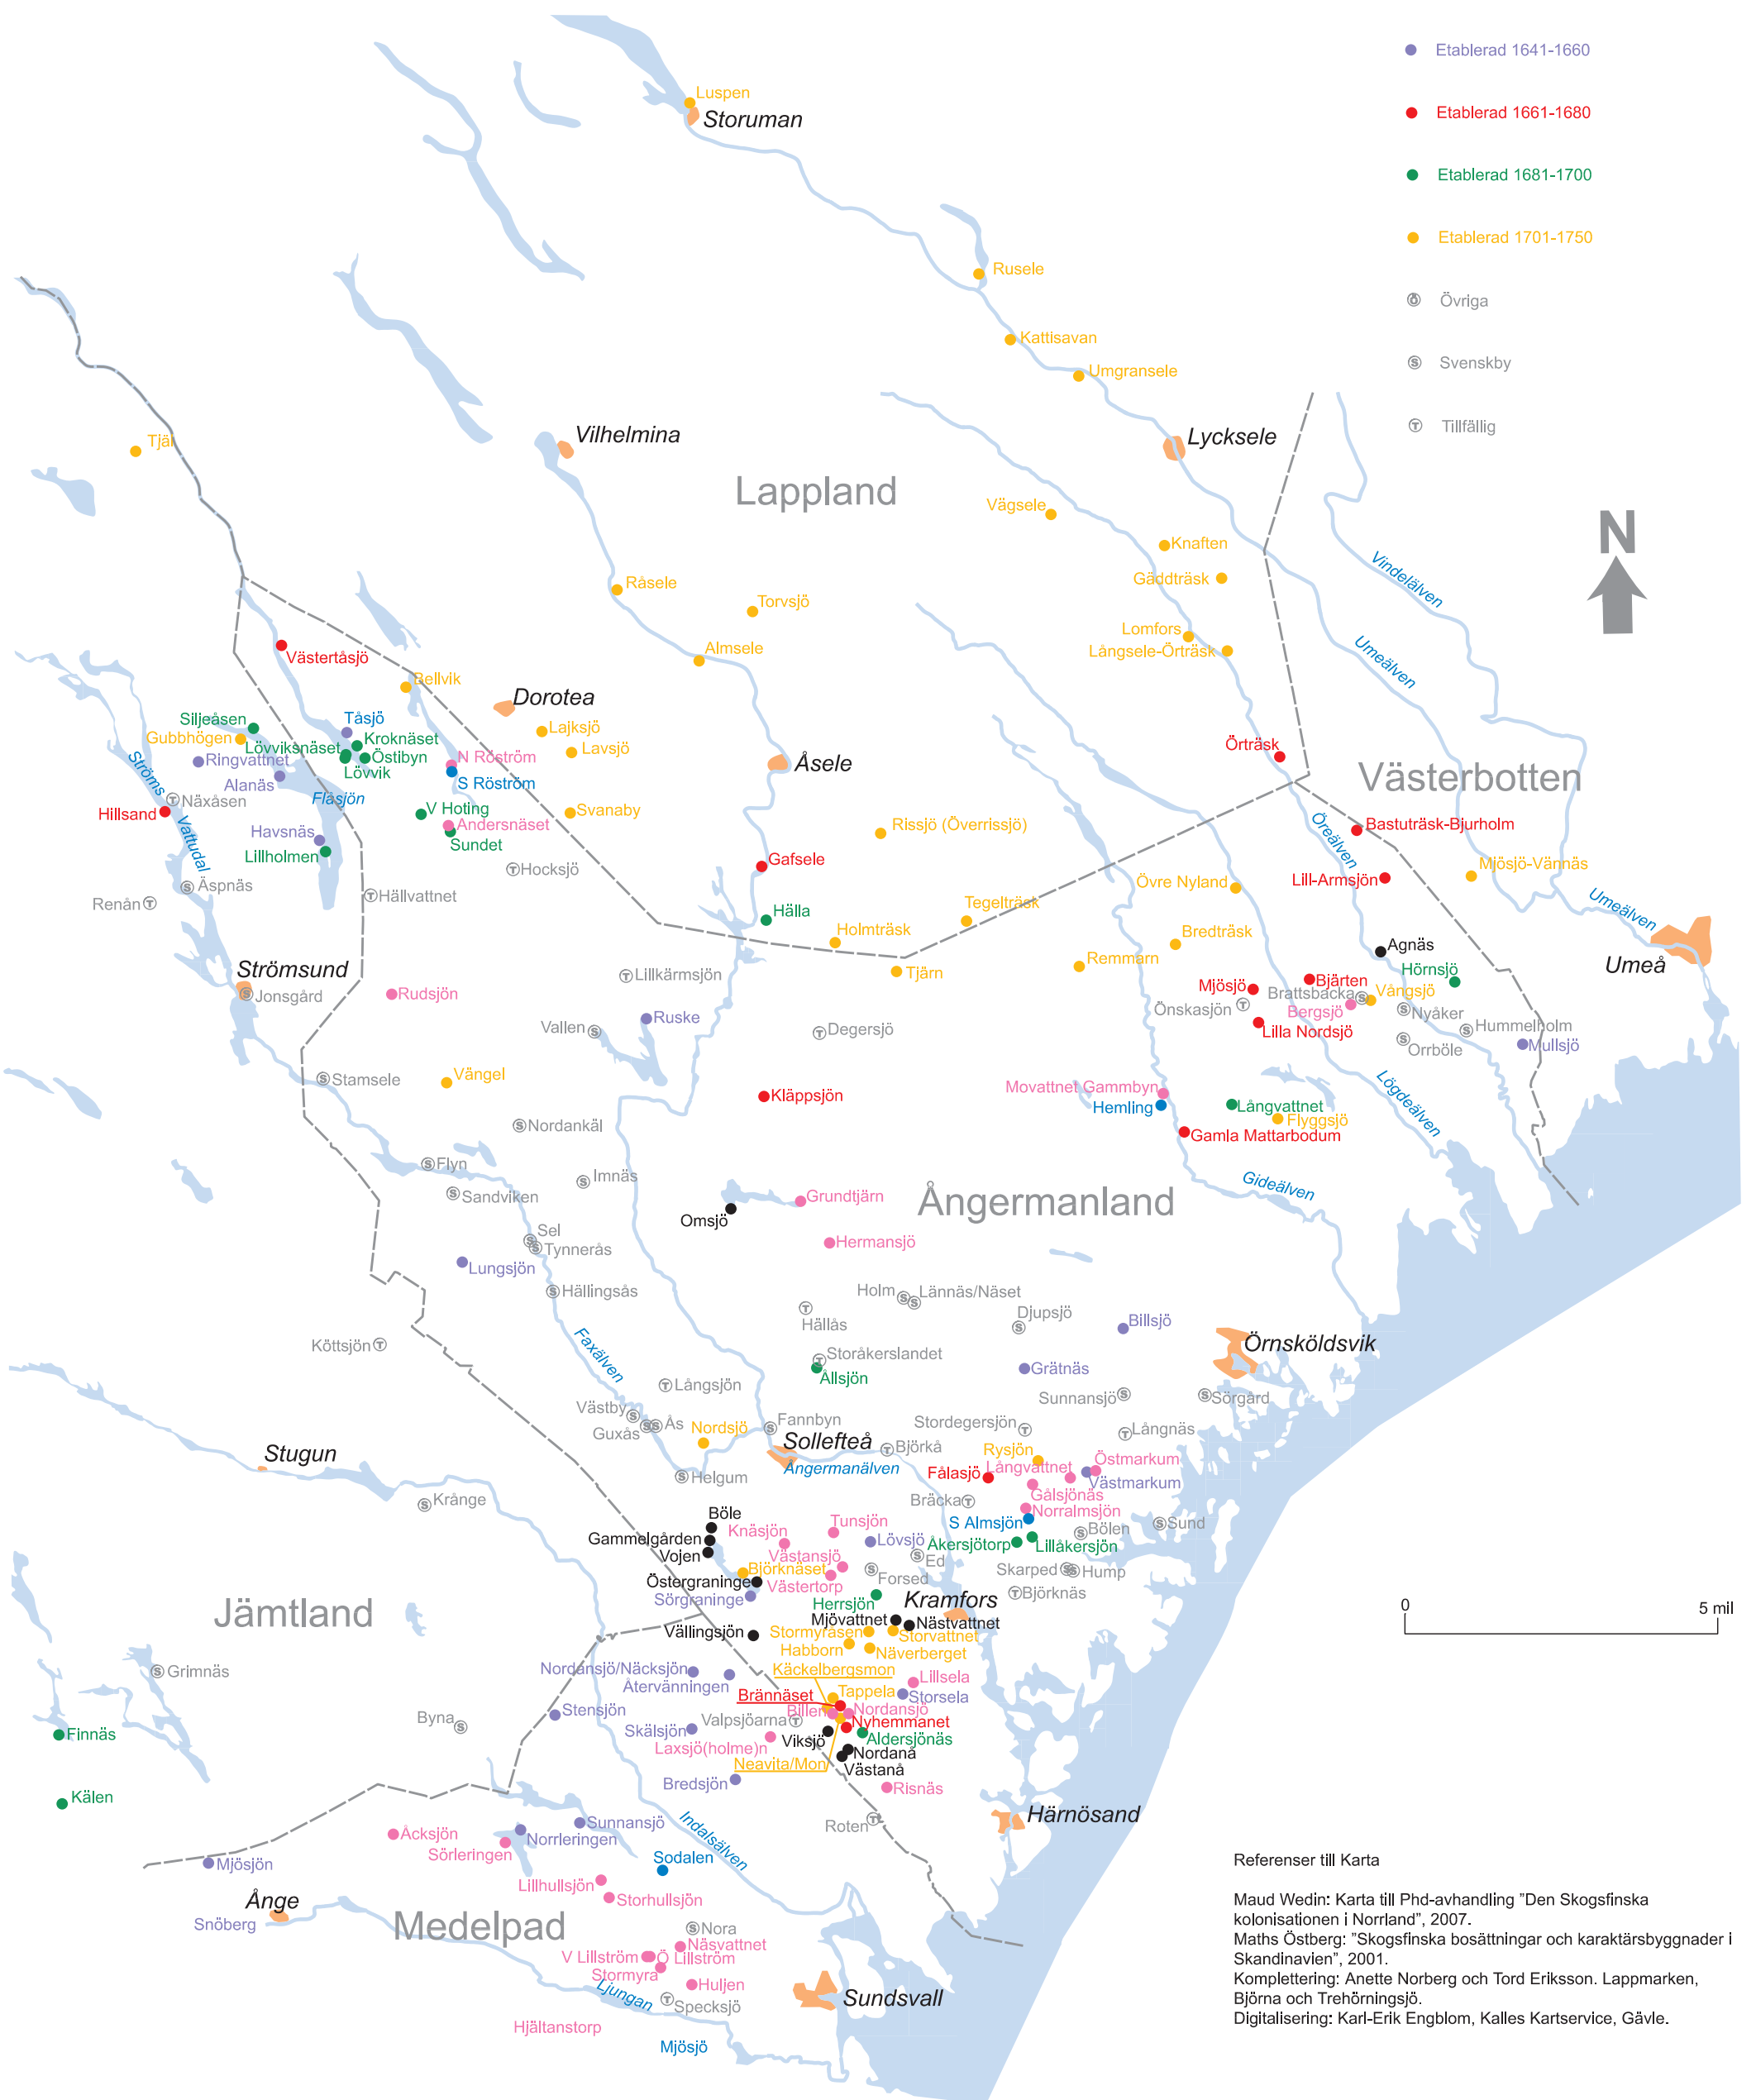 Etablerad 1641-1660
Etablerad 1661-1680
Etablerad 1681-1700
Etablerad 1701-1750
Övriga
Svenskby
Tillfällig
Luspen
Storuman
Rusele
Kattisavan
Umgransele
Tjär
Vilhelmina
Lycksele
Lappland
Vägsele
Knaften
Gäddträsk
N
Vindelälven
Råsele
Torvsjö
Lomfors
Långsele-Örträsk
Almsele
Umeälven
Västertåsjö
Bellvik
Dorotea
Siljeåsen
Tåsjö
Gubbhögen
Lövviksnäset
Kroknäset
Östibyn
Lövvik
Lajksjö
Lavsjö
Ringvattnet
Alanäs
Flåsjön
N Röström
S Röström
Åsele
Örträsk
Västerbotten
Ströms
Vattudal
Näxåsen
Hillsand
V Hoting
Andersnäset
Sundet
Svanaby
Rissjö (Överrissjö)
Öreälven
Bastuträsk-Bjurholm
Havsnäs
Lillholmen
Hocksjö
Gafsele
Övre Nyland
Lill-Armsjön
Mjösjö-Vännäs
Äspnäs
Renån
Hällvattnet
Hälla
Tegelträsk
Holmträsk
Bredträsk
Umeälven
Agnäs
Umeå
Strömsund
Jonsgård
Rudsjön
Lillkärmsjön
Tjärn
Remmarn
Hörnsjö
Mjösjö
Bjärten
Brattsbacka
Vångsjö
Önskasjön
Bergsjö
Nyåker
Lilla Nordsjö
Hummelholm
Orrböle
Mullsjö
Vallen
Ruske
Degersjö
Stamsele
Vängel
Kläppsjön
Movattnet Gammbyn
Hemling
Långvattnet
Flyggsjö
Lögdeälven
Gamla Mattarbodum
Nordankäl
Flyn
Sandviken
Imnäs
Gideälven
Grundtjärn
Ångermanland
Omsjö
Hermansjö
Sel
Tynnerås
Lungsjön
Hällingsås
Holm
Lännäs/Näset
Hällås
Djupsjö
Billsjö
Örnsköldsvik
Köttsjön
Faxälven
Storåkerslandet
Ållsjön
Grätnäs
Långsjön
Sunnansjö
Sörgård
Västby
Guxås
Ås
Nordsjö
Fannbyn
Stordegersjön
Långnäs
Sollefteå
Björkå
Ångermanälven
Rysjön
Stugun
Helgum
Fålasjö
Långvattnet
Östmarkum
Västmarkum
Gålsjönäs
Krånge
Bräcka
Norralmsjön
Böle
S Almsjön
Bölen
Sund
Gammelgården
Knäsjön
Tunsjön
Lövsjö
Åkersjötorp
Lillåkersjön
Vojen
Västansjö
Ed
Björknäset
Västertorp
Forsed
Skarped
Hump
Östergraninge
Sörgraninge
Björknäs
Herrsjön
Kramfors
0
5 mil
Jämtland
Mjövattnet
Nästvattnet
Vällingsjön
Stormyråsen
Storvattnet
Habborn
Näverberget
Grimnäs
Nordansjö/Näcksjön
Käckelbergsmon
Lillsela
Återvänningen
Brännäset
Tappela
Storsela
Stensjön
Billen
Nordansjö
Byna
Valpsjöarna
Nyhemmanet
Skälsjön
Viksjö
Aldersjönäs
Finnäs
Laxsjö(holme)n
Nordanå
Neavita/Mon
Västanå
Bredsjön
Risnäs
Kälen
Roten
Härnösand
Sunnansjö
Norrleringen
Åcksjön
Sörleringen
Indalsälven
Mjösjön
Sodalen
Lillhullsjön
Storhullsjön
Ånge
Snöberg
Medelpad
Nora
Näsvattnet
V Lillström
Ö Lillström
Stormyra
Huljen
Ljungan
Specksjö
Sundsvall
Hjältanstorp
Mjösjö
Referenser till Karta
Maud Wedin: Karta till Phd-avhandling ”Den Skogsfinska
kolonisationen i Norrland”, 2007.
Maths Östberg: ”Skogsfinska bosättningar och karaktärsbyggnader i
Skandinavien”, 2001.
Komplettering: Anette Norberg och Tord Eriksson. Lappmarken,
Björna och Trehörningsjö.
Digitalisering: Karl-Erik Engblom, Kalles Kartservice, Gävle.